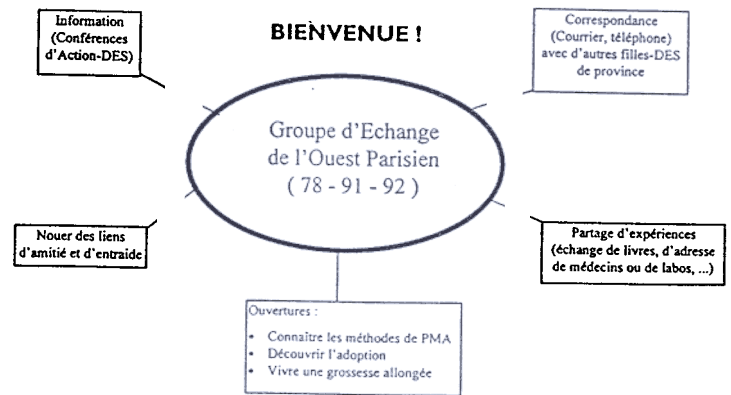 BIENVENUE !
Information
(Conférences
d'Action-DES)
Correspondance
(Courrier, téléphone)
avec d'autres filles-DES
de province
Groupe d'Echange
de l'Ouest Parisien
( 78 - 91 - 92 )
Nouer des liens
d'amitié et d'entraide
Partage d'expériences
(échange de livres, d'adresse
de médecins ou de labos, ...)
Ouvertures :
• Connaître les méthodes de PMA
• Découvrir l'adoption
• Vivre une grossesse allongée